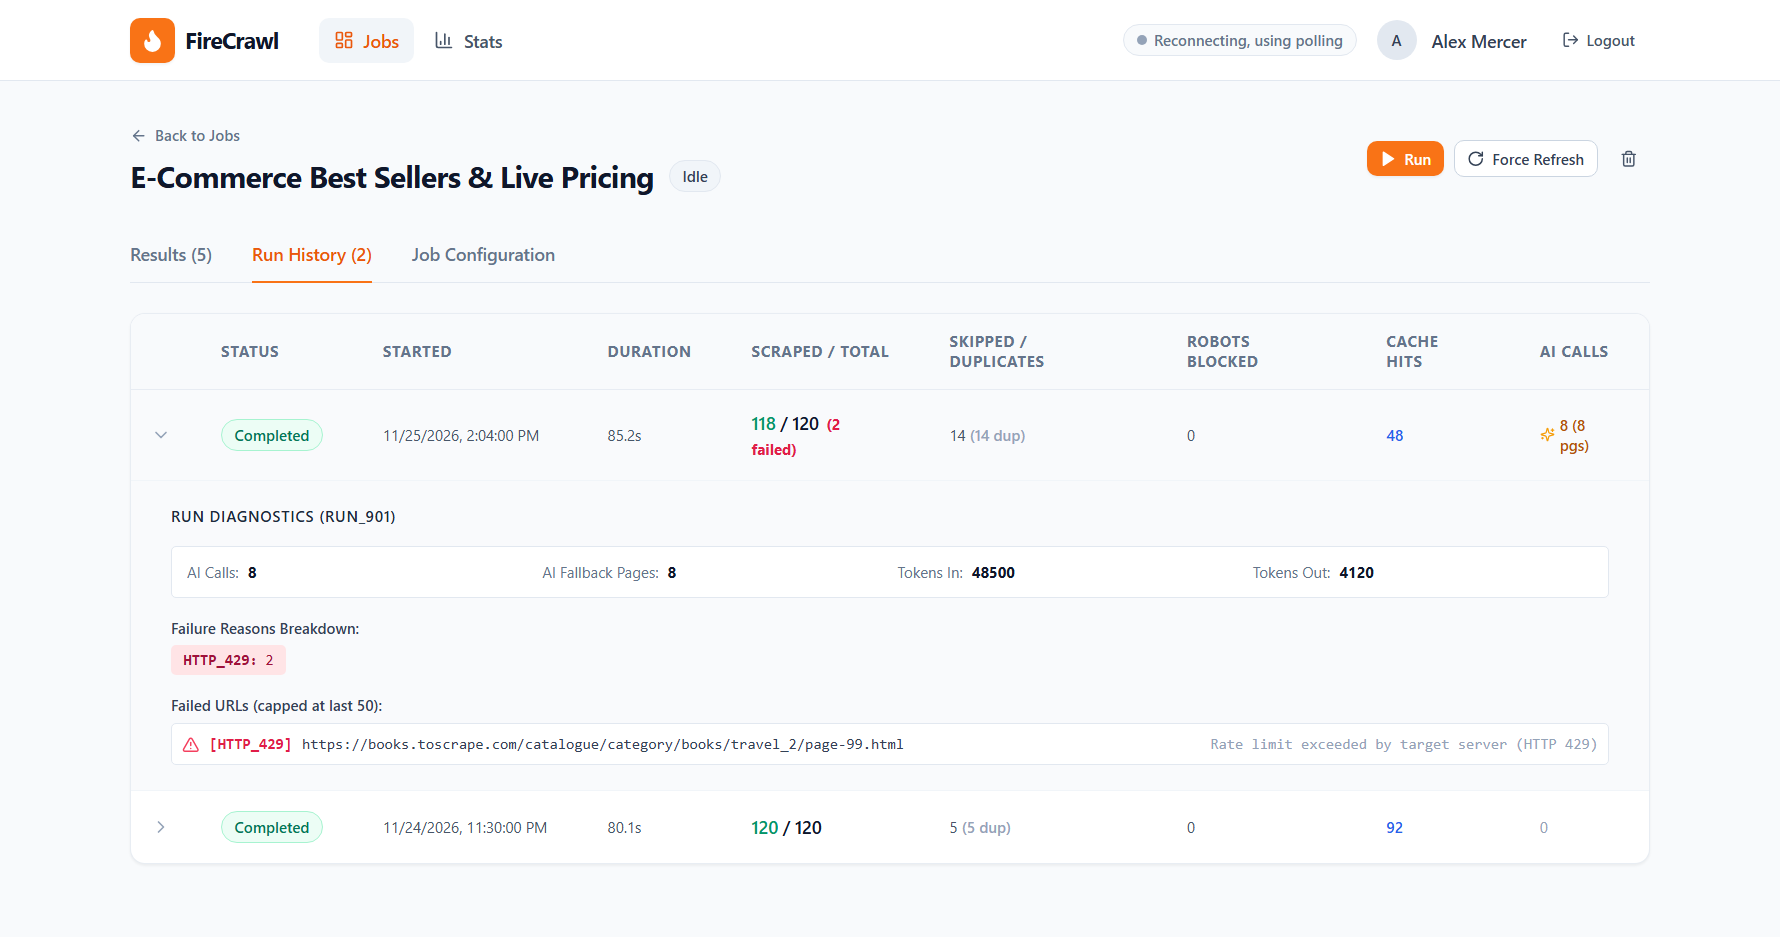 FireCrawl
Jobs
Stats
Reconnecting, using polling
A
Alex Mercer
Logout
Back to Jobs
E-Commerce Best Sellers & Live Pricing
Idle
Run
Force Refresh
Results (5)
Run History (2)
Job Configuration
STATUS
STARTED
DURATION
SCRAPED / TOTAL
SKIPPED /
DUPLICATES
ROBOTS
BLOCKED
CACHE
HITS
AI CALLS
Completed
11/25/2026, 2:04:00 PM
85.2s
118 / 120 (2
failed)
14 (14 dup)
0
48
8 (8
pgs)
RUN DIAGNOSTICS (RUN_901)
AI Calls: 8
AI Fallback Pages: 8
Tokens In: 48500
Tokens Out: 4120
Failure Reasons Breakdown:
HTTP_429: 2
Failed URLs (capped at last 50):
[HTTP_429] https://books.toscrape.com/catalogue/category/books/travel_2/page-99.html
Rate limit exceeded by target server (HTTP 429)
Completed
11/24/2026, 11:30:00 PM
80.1s
120 / 120
5 (5 dup)
0
92
0